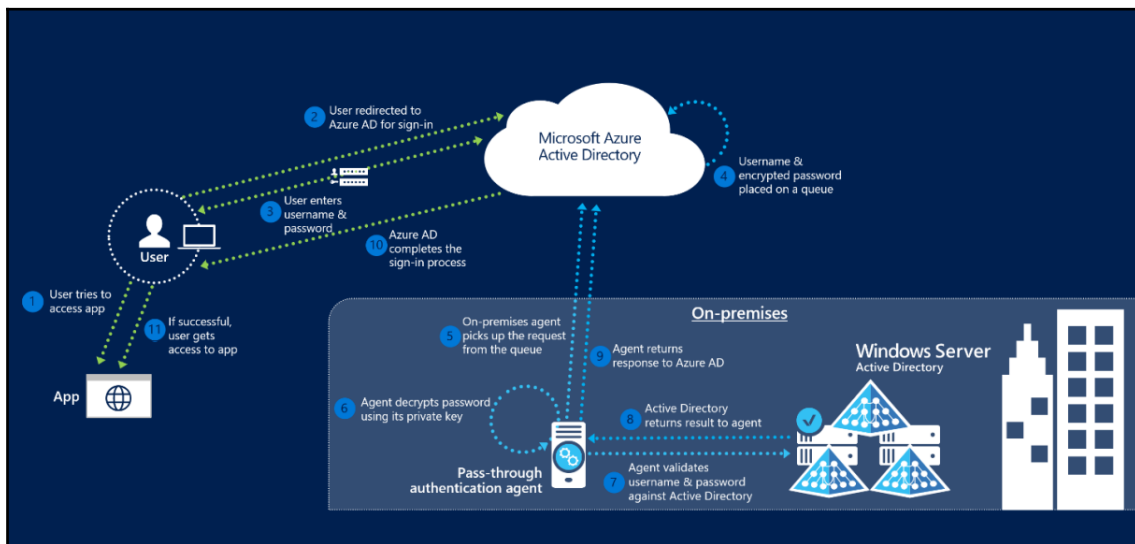 2 User redirected to
Azure AD for sign-in
Microsoft Azure
Active Directory
4 Username &
encrypted password
placed on a queue
3 User enters
username &
password
User
10 Azure AD
completes the
sign-in process
1 User tries to
access app
11 If successful,
user gets
access to app
App
On-premises
5 On-premises agent
picks up the request
from the queue
9 Agent returns
response to Azure AD
Windows Server
Active Directory
6 Agent decrypts password
using its private key
8 Active Directory
returns result to agent
Pass-through
authentication agent
7 Agent validates
username & password
against Active Directory